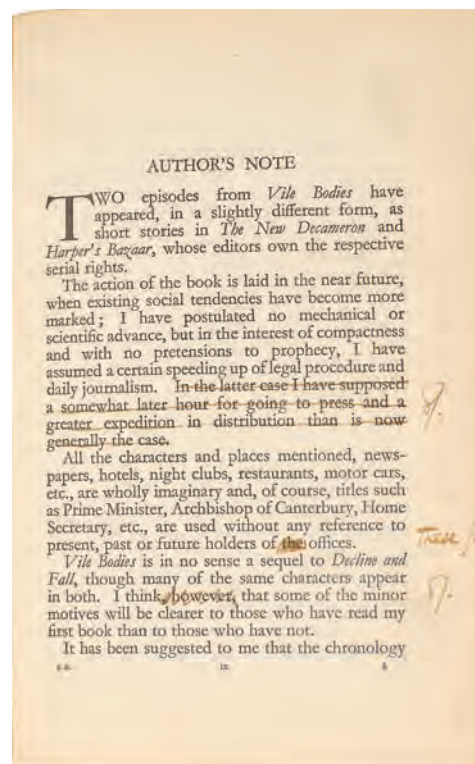 AUTHOR'S NOTE
TWO episodes from Vile Bodies have
appeared, in a slightly different form, as
short stories in The New Decameron and
Harper's Bazaar, whose editors own the respective
serial rights.
The action of the book is laid in the near future,
when existing social tendencies have become more
marked; I have postulated no mechanical or
scientific advance, but in the interest of compactness
and with no pretensions to prophecy, I have
assumed a certain speeding up of legal procedure and
daily journalism. In the latter case I have supposed
a somewhat later hour for going to press and a
greater expedition in distribution than is now
generally the case.
All the characters and places mentioned, news-
papers, hotels, night clubs, restaurants, motor cars,
etc., are wholly imaginary and, of course, titles such
as Prime Minister, Archbishop of Canterbury, Home
Secretary, etc., are used without any reference to
present, past or future holders of the offices.
These
Vile Bodies is in no sense a sequel to Decline and
Fall, though many of the same characters appear
in both. I think, however, that some of the minor
motives will be clearer to those who have read my
first book than to those who have not.
It has been suggested to me that the chronology
ix